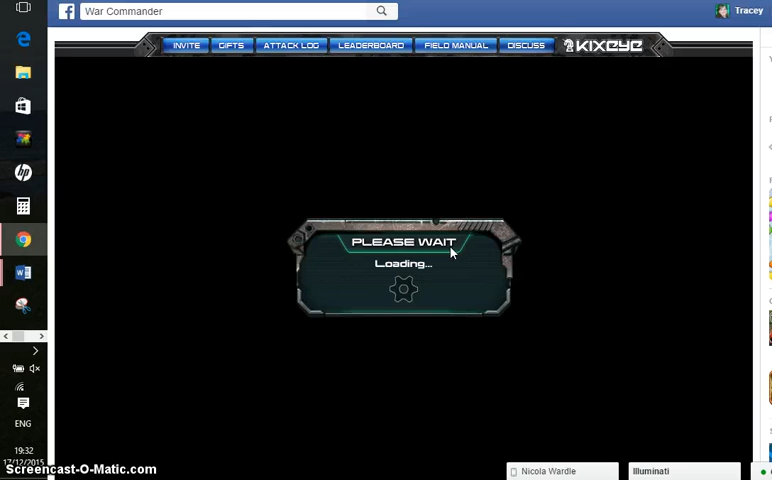 War Commander
Tracey
INVITE GIFTS ATTACK LOG LEADERBOARD FIELD MANUAL DISCUSS KIXEYE
PLEASE WAIT
Loading...
ENG
19:32
17/12/2015
Screencast-O-Matic.com
Nicola Wardle
Illuminati